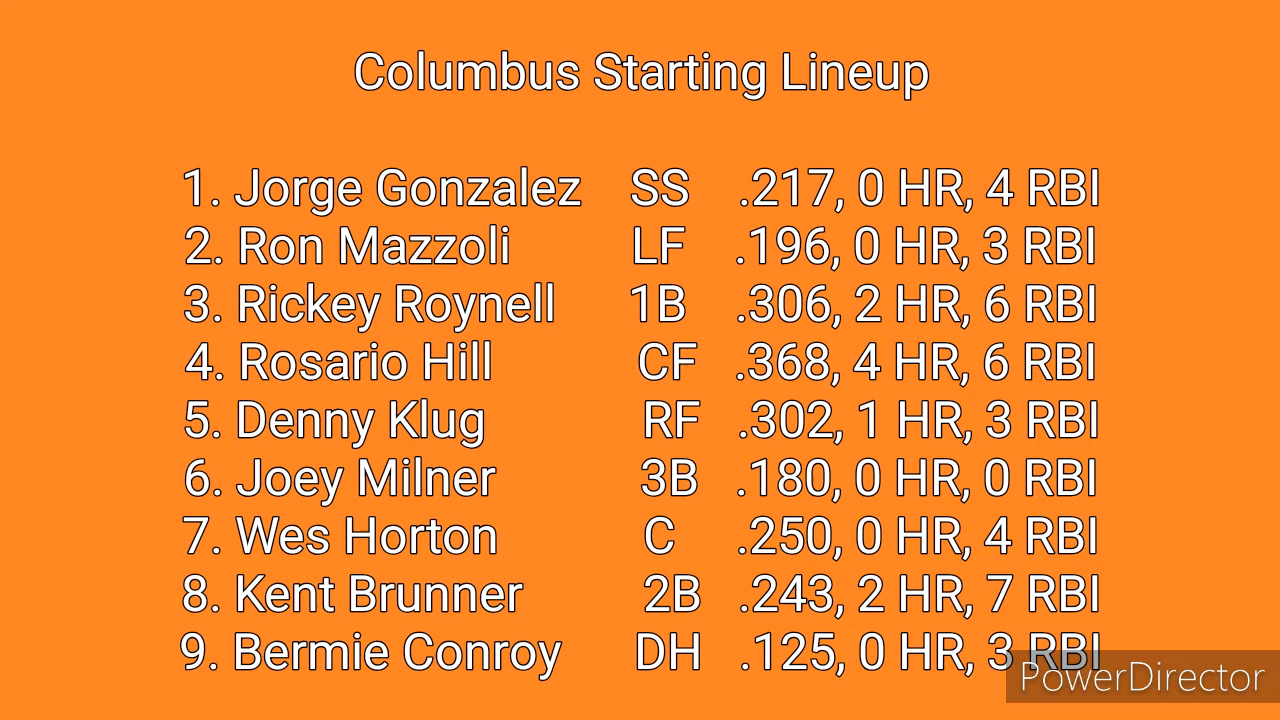 Columbus Starting Lineup
1. Jorge Gonzalez SS .217, 0 HR, 4 RBI
2. Ron Mazzoli LF .196, 0 HR, 3 RBI
3. Rickey Roynell 1B .306, 2 HR, 6 RBI
4. Rosario Hill CF .368, 4 HR, 6 RBI
5. Denny Klug RF .302, 1 HR, 3 RBI
6. Joey Milner 3B .180, 0 HR, 0 RBI
7. Wes Horton C .250, 0 HR, 4 RBI
8. Kent Brunner 2B .243, 2 HR, 7 RBI
9. Bermie Conroy DH .125, 0 HR, 3 RBI
PowerDirector